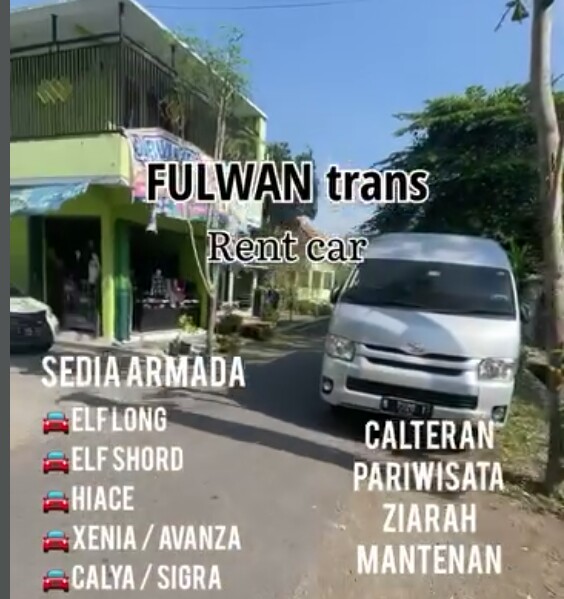 FULWAN trans
Rent car
SEDIA ARMADA
ELF LONG
ELF SHORD
HIACE
XENIA / AVANZA
CALYA / SIGRA
CALTERAN
PARIWISATA
ZIARAH
MANTENAN